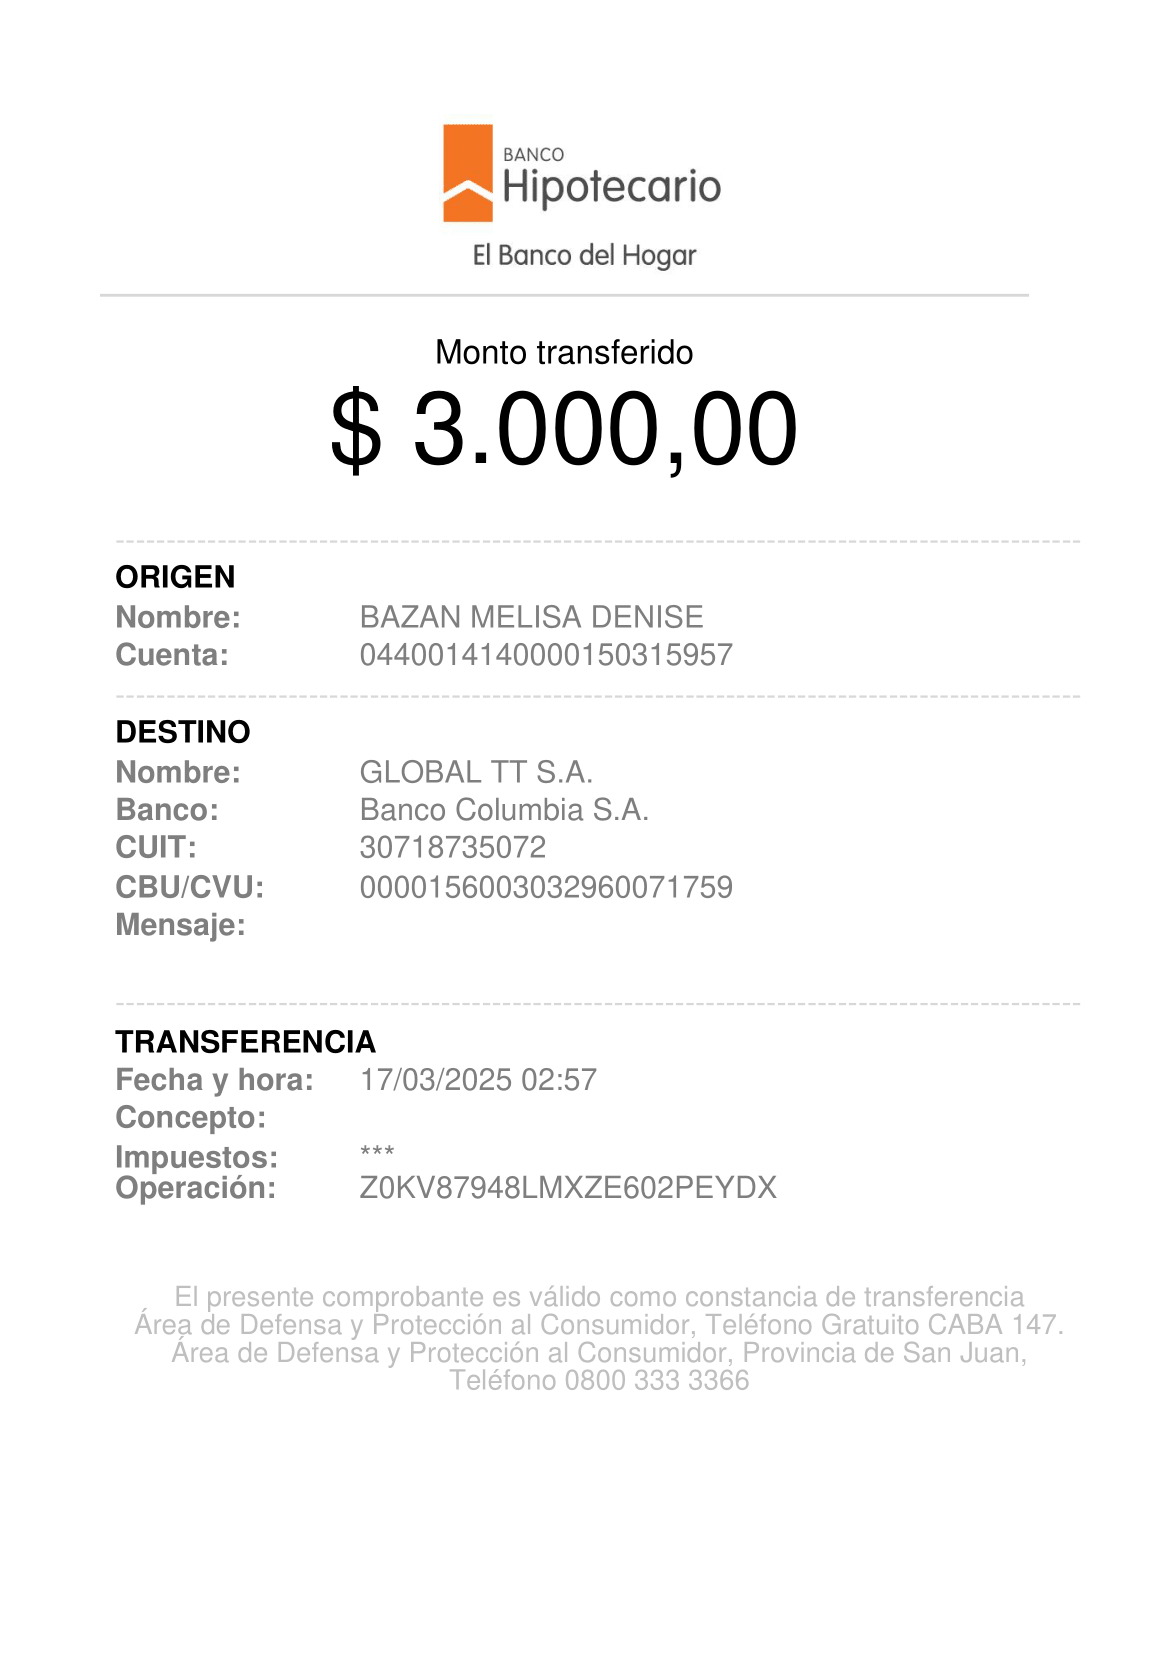 BANCO
Hipotecario
El Banco del Hogar
Monto transferido
$ 3.000,00
ORIGEN
Nombre: BAZAN MELISA DENISE
Cuenta: 0440014140000150315957
DESTINO
Nombre: GLOBAL TT S.A.
Banco: Banco Columbia S.A.
CUIT: 30718735072
CBU/CVU: 0000156003032960071759
Mensaje:
TRANSFERENCIA
Fecha y hora: 17/03/2025 02:57
Concepto:
Impuestos: ***
Operación: Z0KV87948LMXZE602PEYDX
El presente comprobante es válido como constancia de transferencia
Área de Defensa y Protección al Consumidor, Teléfono Gratuito CABA 147.
Área de Defensa y Protección al Consumidor, Provincia de San Juan,
Teléfono 0800 333 3366